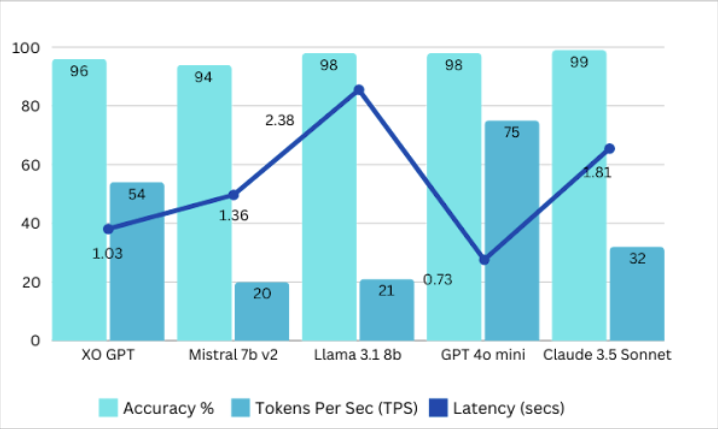 100
80
60
40
20
0
96
54
1.03
94
20
1.36
98
21
2.38
98
75
0.73
99
32
1.81
XO GPT
Mistral 7b v2
Llama 3.1 8b
GPT 4o mini
Claude 3.5 Sonnet
Accuracy %
Tokens Per Sec (TPS)
Latency (secs)